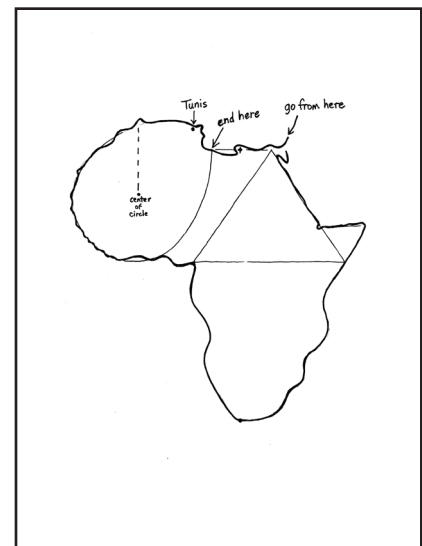 Tunis
end here
go from here
center
of
circle